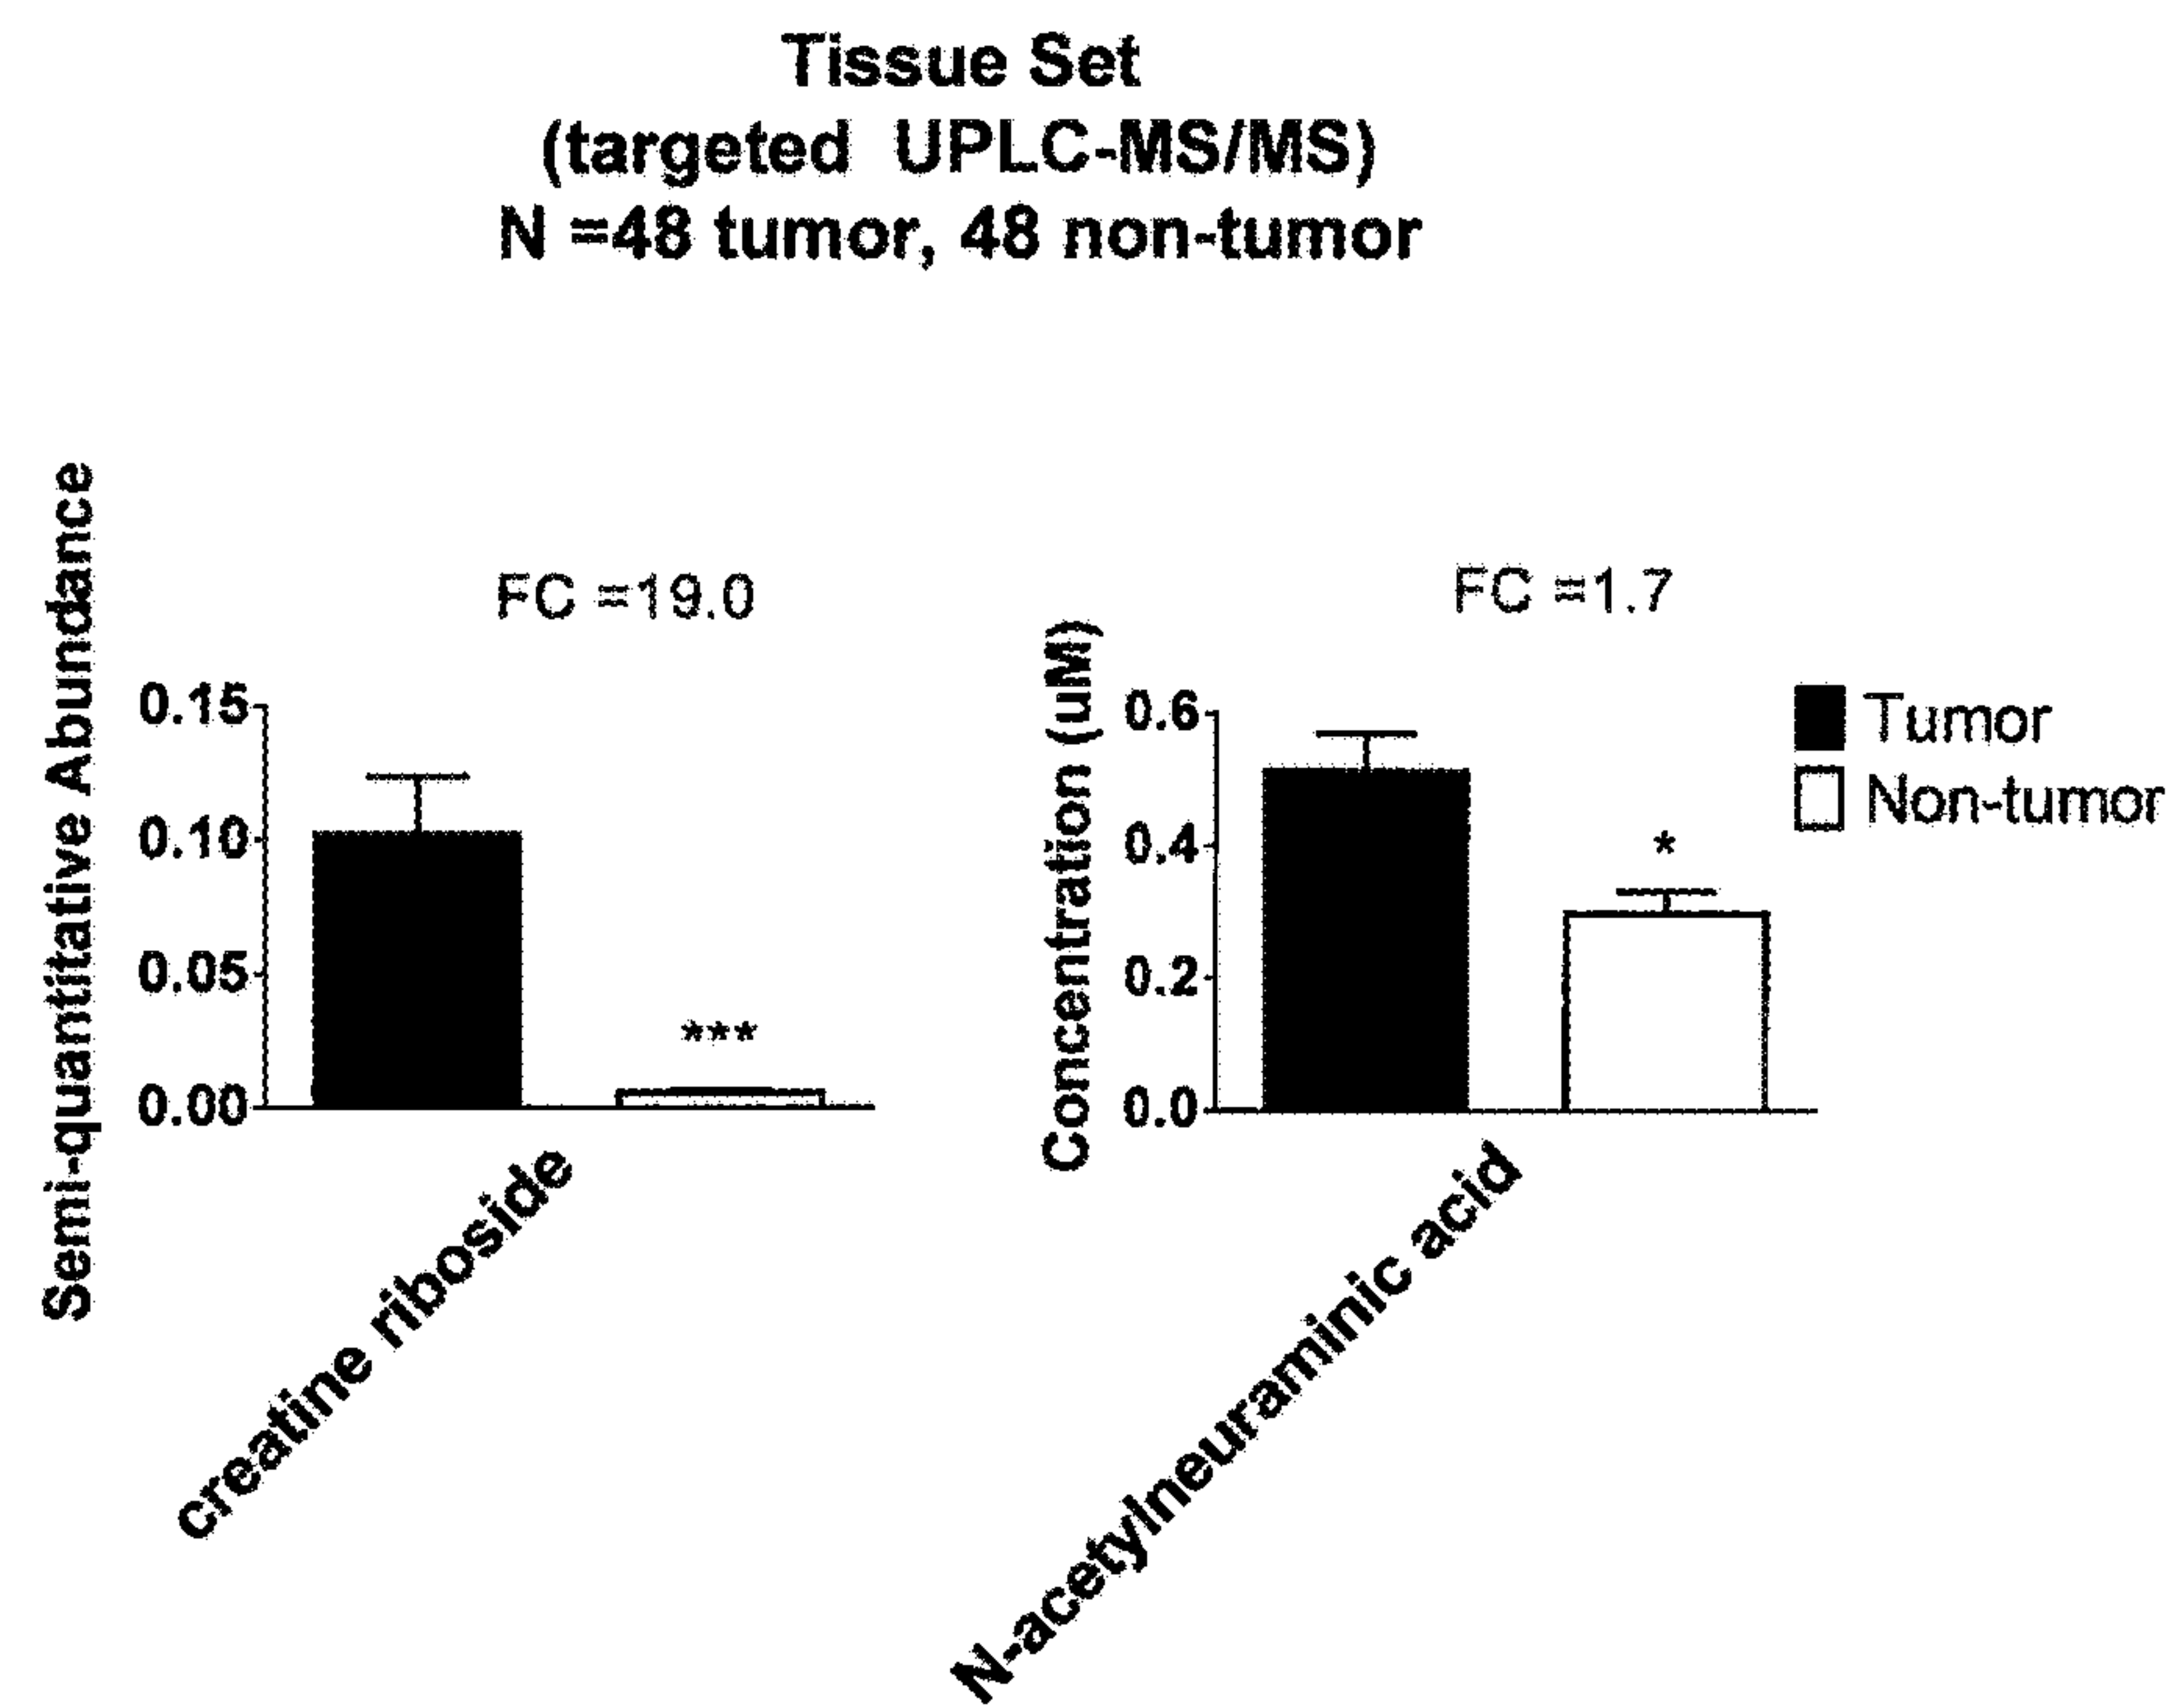 Tissue Set
(targeted UPLC-MS/MS)
N =48 tumor, 48 non-tumor
Semi-quantitative Abundance
FC =19.0
0.15
0.10
0.05
0.00
***
creatine riboside
Concentration (uM)
FC =1.7
0.6
0.4
0.2
0.0
*
N-acetylneuraminic acid
Tumor
Non-tumor